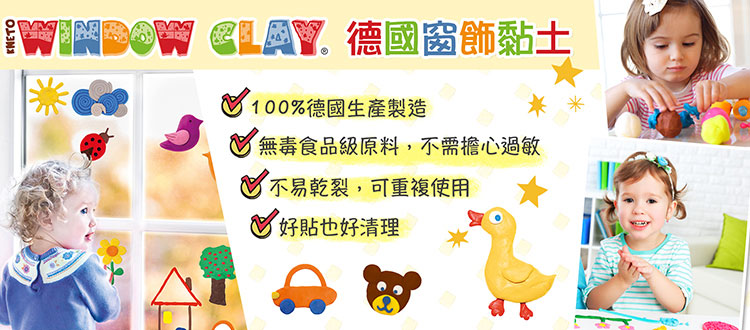 KNETO WINDOW CLAY® 德國窗飾黏土
100%德國生產製造
無毒食品級原料，不需擔心過敏
不易乾裂，可重複使用
好貼也好清理